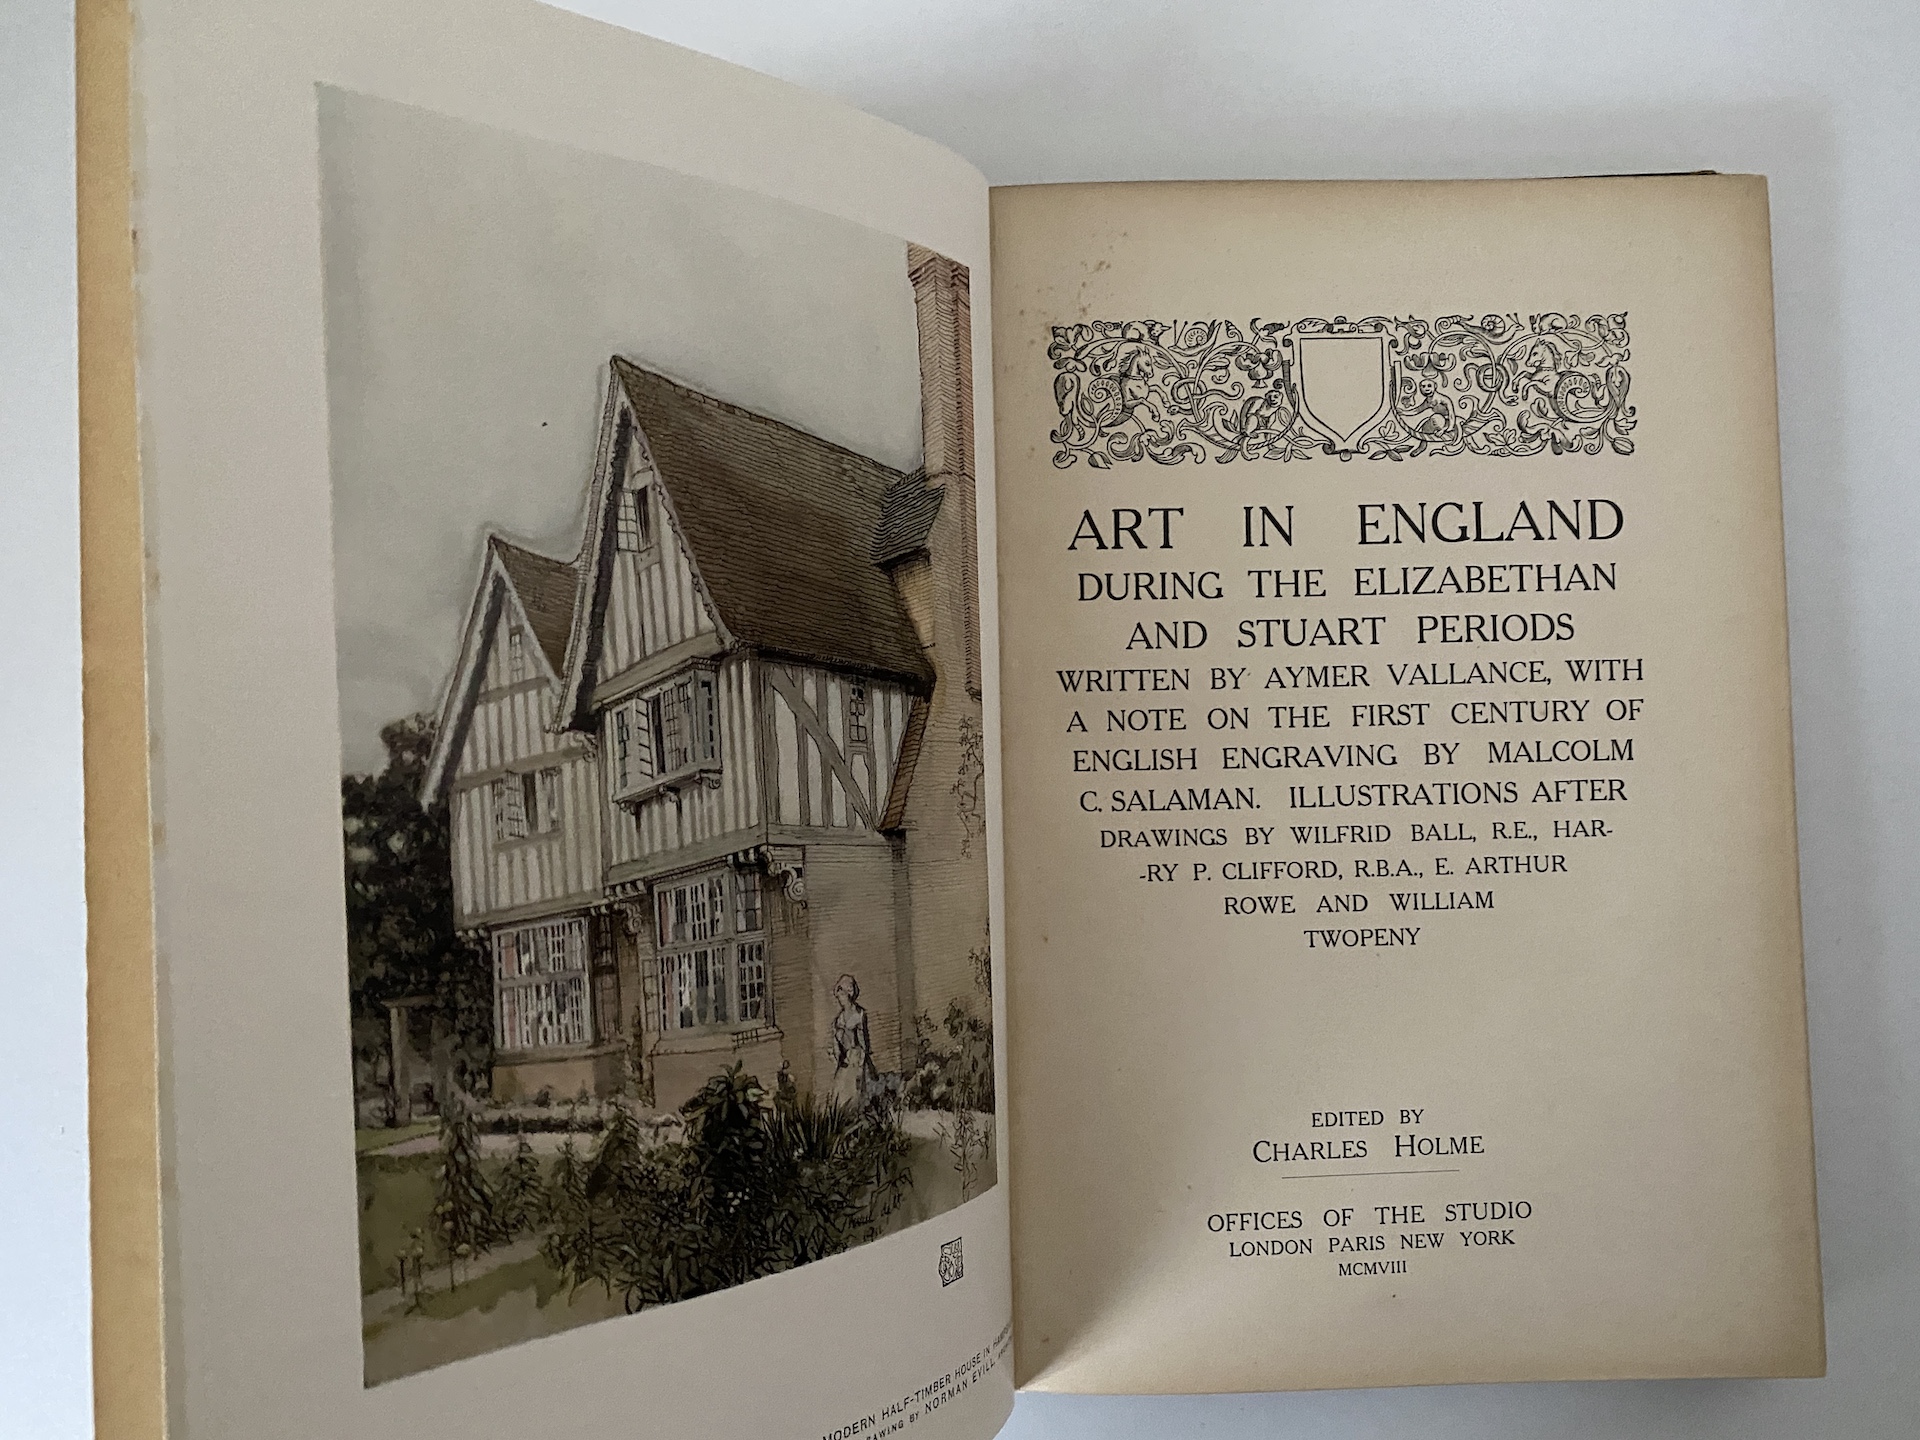 MODERN HALF-TIMBER HOUSE IN
BY NORMAN EVILL,
ART IN ENGLAND
DURING THE ELIZABETHAN
AND STUART PERIODS
WRITTEN BY AYMER VALLANCE, WITH
A NOTE ON THE FIRST CENTURY OF
ENGLISH ENGRAVING BY MALCOLM
C. SALAMAN. ILLUSTRATIONS AFTER
DRAWINGS BY WILFRID BALL, R.E., HAR-
-RY P. CLIFFORD, R.B.A., E. ARTHUR
ROWE AND WILLIAM
TWOPENY
EDITED BY
CHARLES HOLME
OFFICES OF THE STUDIO
LONDON PARIS NEW YORK
MCMVIII